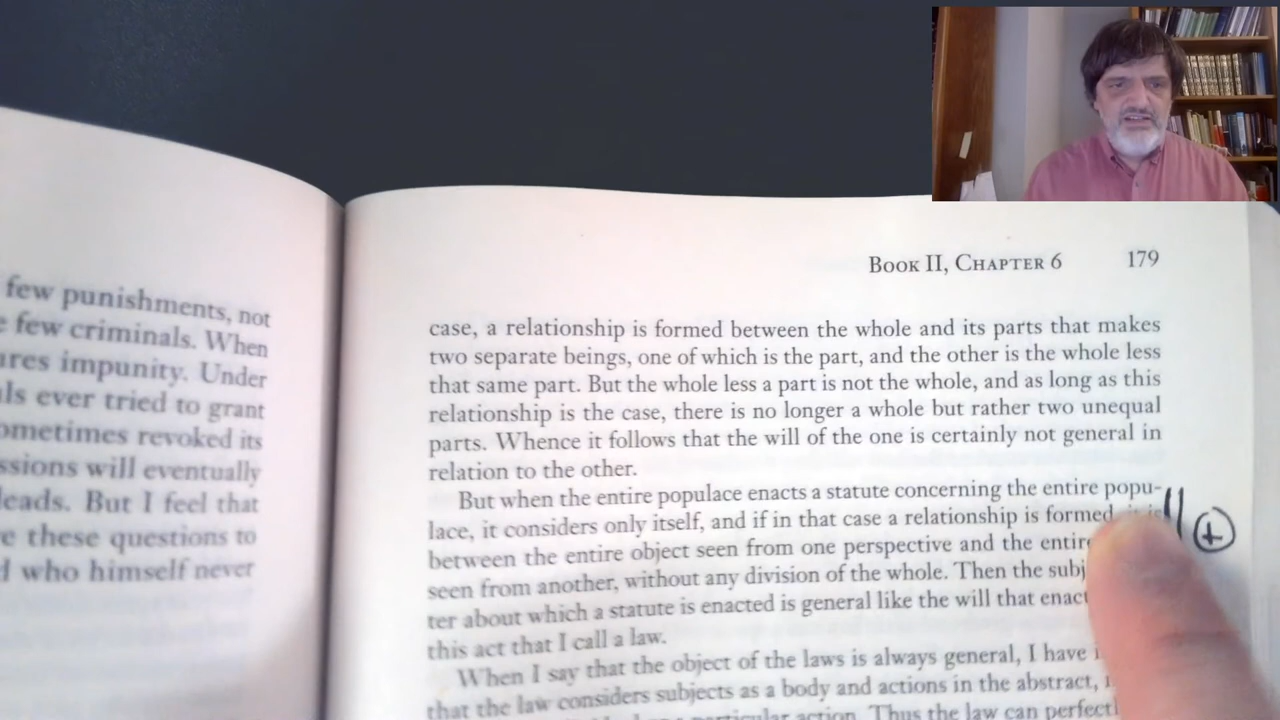 few punishments, not
few criminals. When
impunity. Under
ever tried to grant
sometimes revoked its
will eventually
But I feel that
these questions to
who himself never
BOOK II, CHAPTER 6 179
case, a relationship is formed between the whole and its parts that makes
two separate beings, one of which is the part, and the other is the whole less
that same part. But the whole less a part is not the whole, and as long as this
relationship is the case, there is no longer a whole but rather two unequal
parts. Whence it follows that the will of the one is certainly not general in
relation to the other.
But when the entire populace enacts a statute concerning the entire popu-
lace, it considers only itself, and if in that case a relationship is formed, it is
between the entire object seen from one perspective and the entire
seen from another, without any division of the whole. Then the
ter about which a statute is enacted is general like the will that
this act that I call a law.
When I say that the object of the laws is always general, I have
that the law considers subjects as a body and actions in the abstract,
particular action. Thus the law can